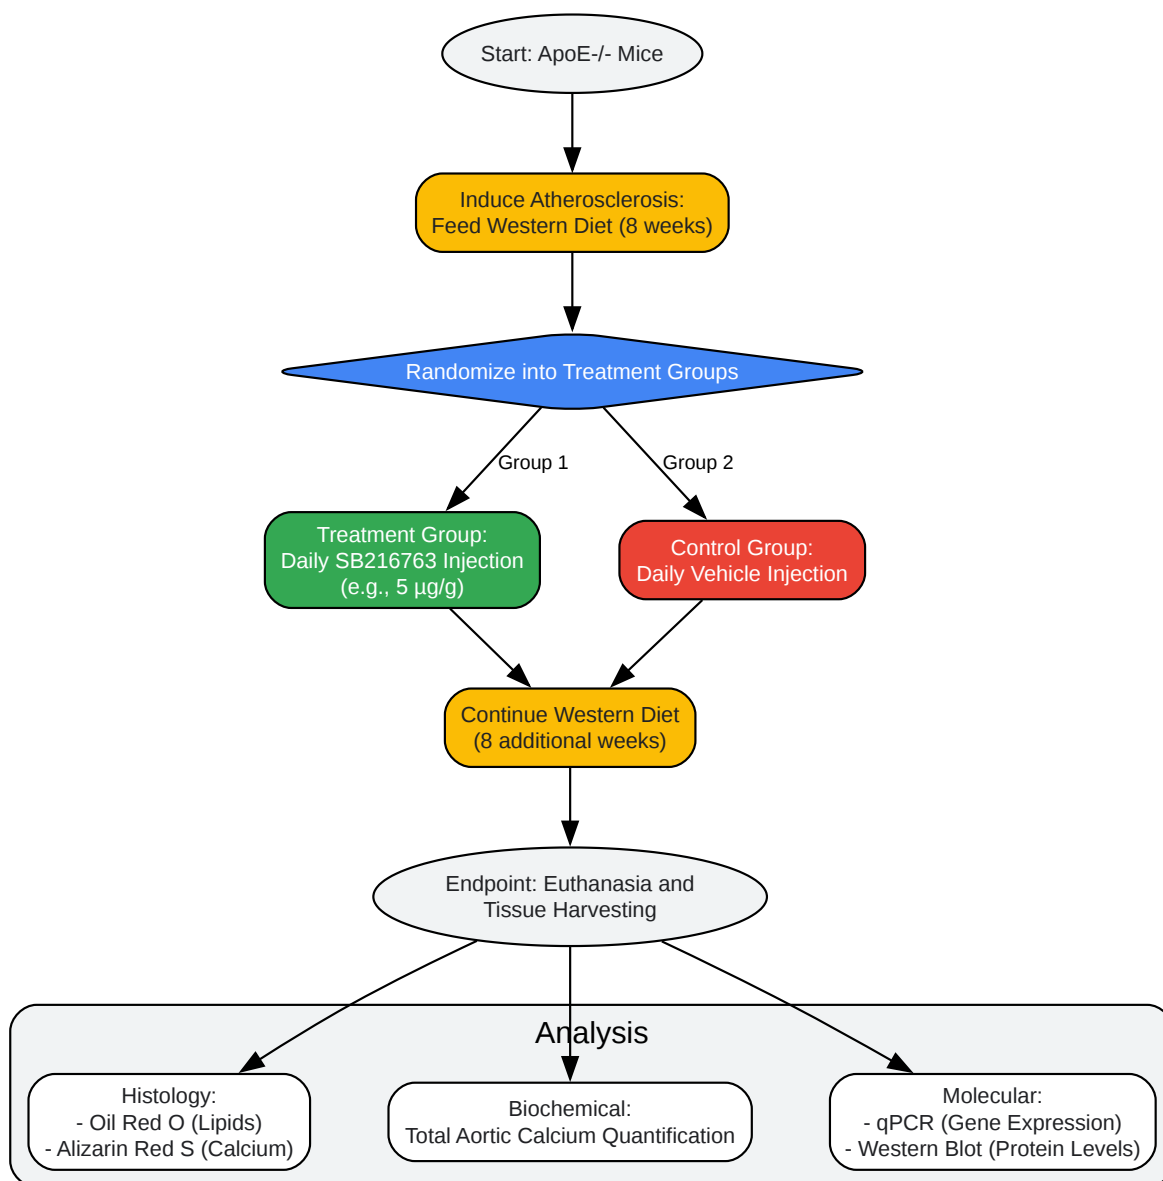 Start: ApoE-/- Mice
Induce Atherosclerosis:
Feed Western Diet (8 weeks)
Randomize into Treatment Groups
Group 1
Group 2
Treatment Group:
Daily SB216763 Injection
(e.g., 5 µg/g)
Control Group:
Daily Vehicle Injection
Continue Western Diet
(8 additional weeks)
Endpoint: Euthanasia and
Tissue Harvesting
Analysis
Histology:
- Oil Red O (Lipids)
- Alizarin Red S (Calcium)
Biochemical:
Total Aortic Calcium Quantification
Molecular:
- qPCR (Gene Expression)
- Western Blot (Protein Levels)